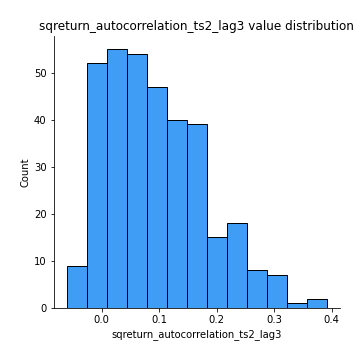 sqreturn_autocorrelation_ts2_lag3 value distribution
50
40
30
20
10
0
Count
0.0 0.1 0.2 0.3 0.4
sqreturn_autocorrelation_ts2_lag3